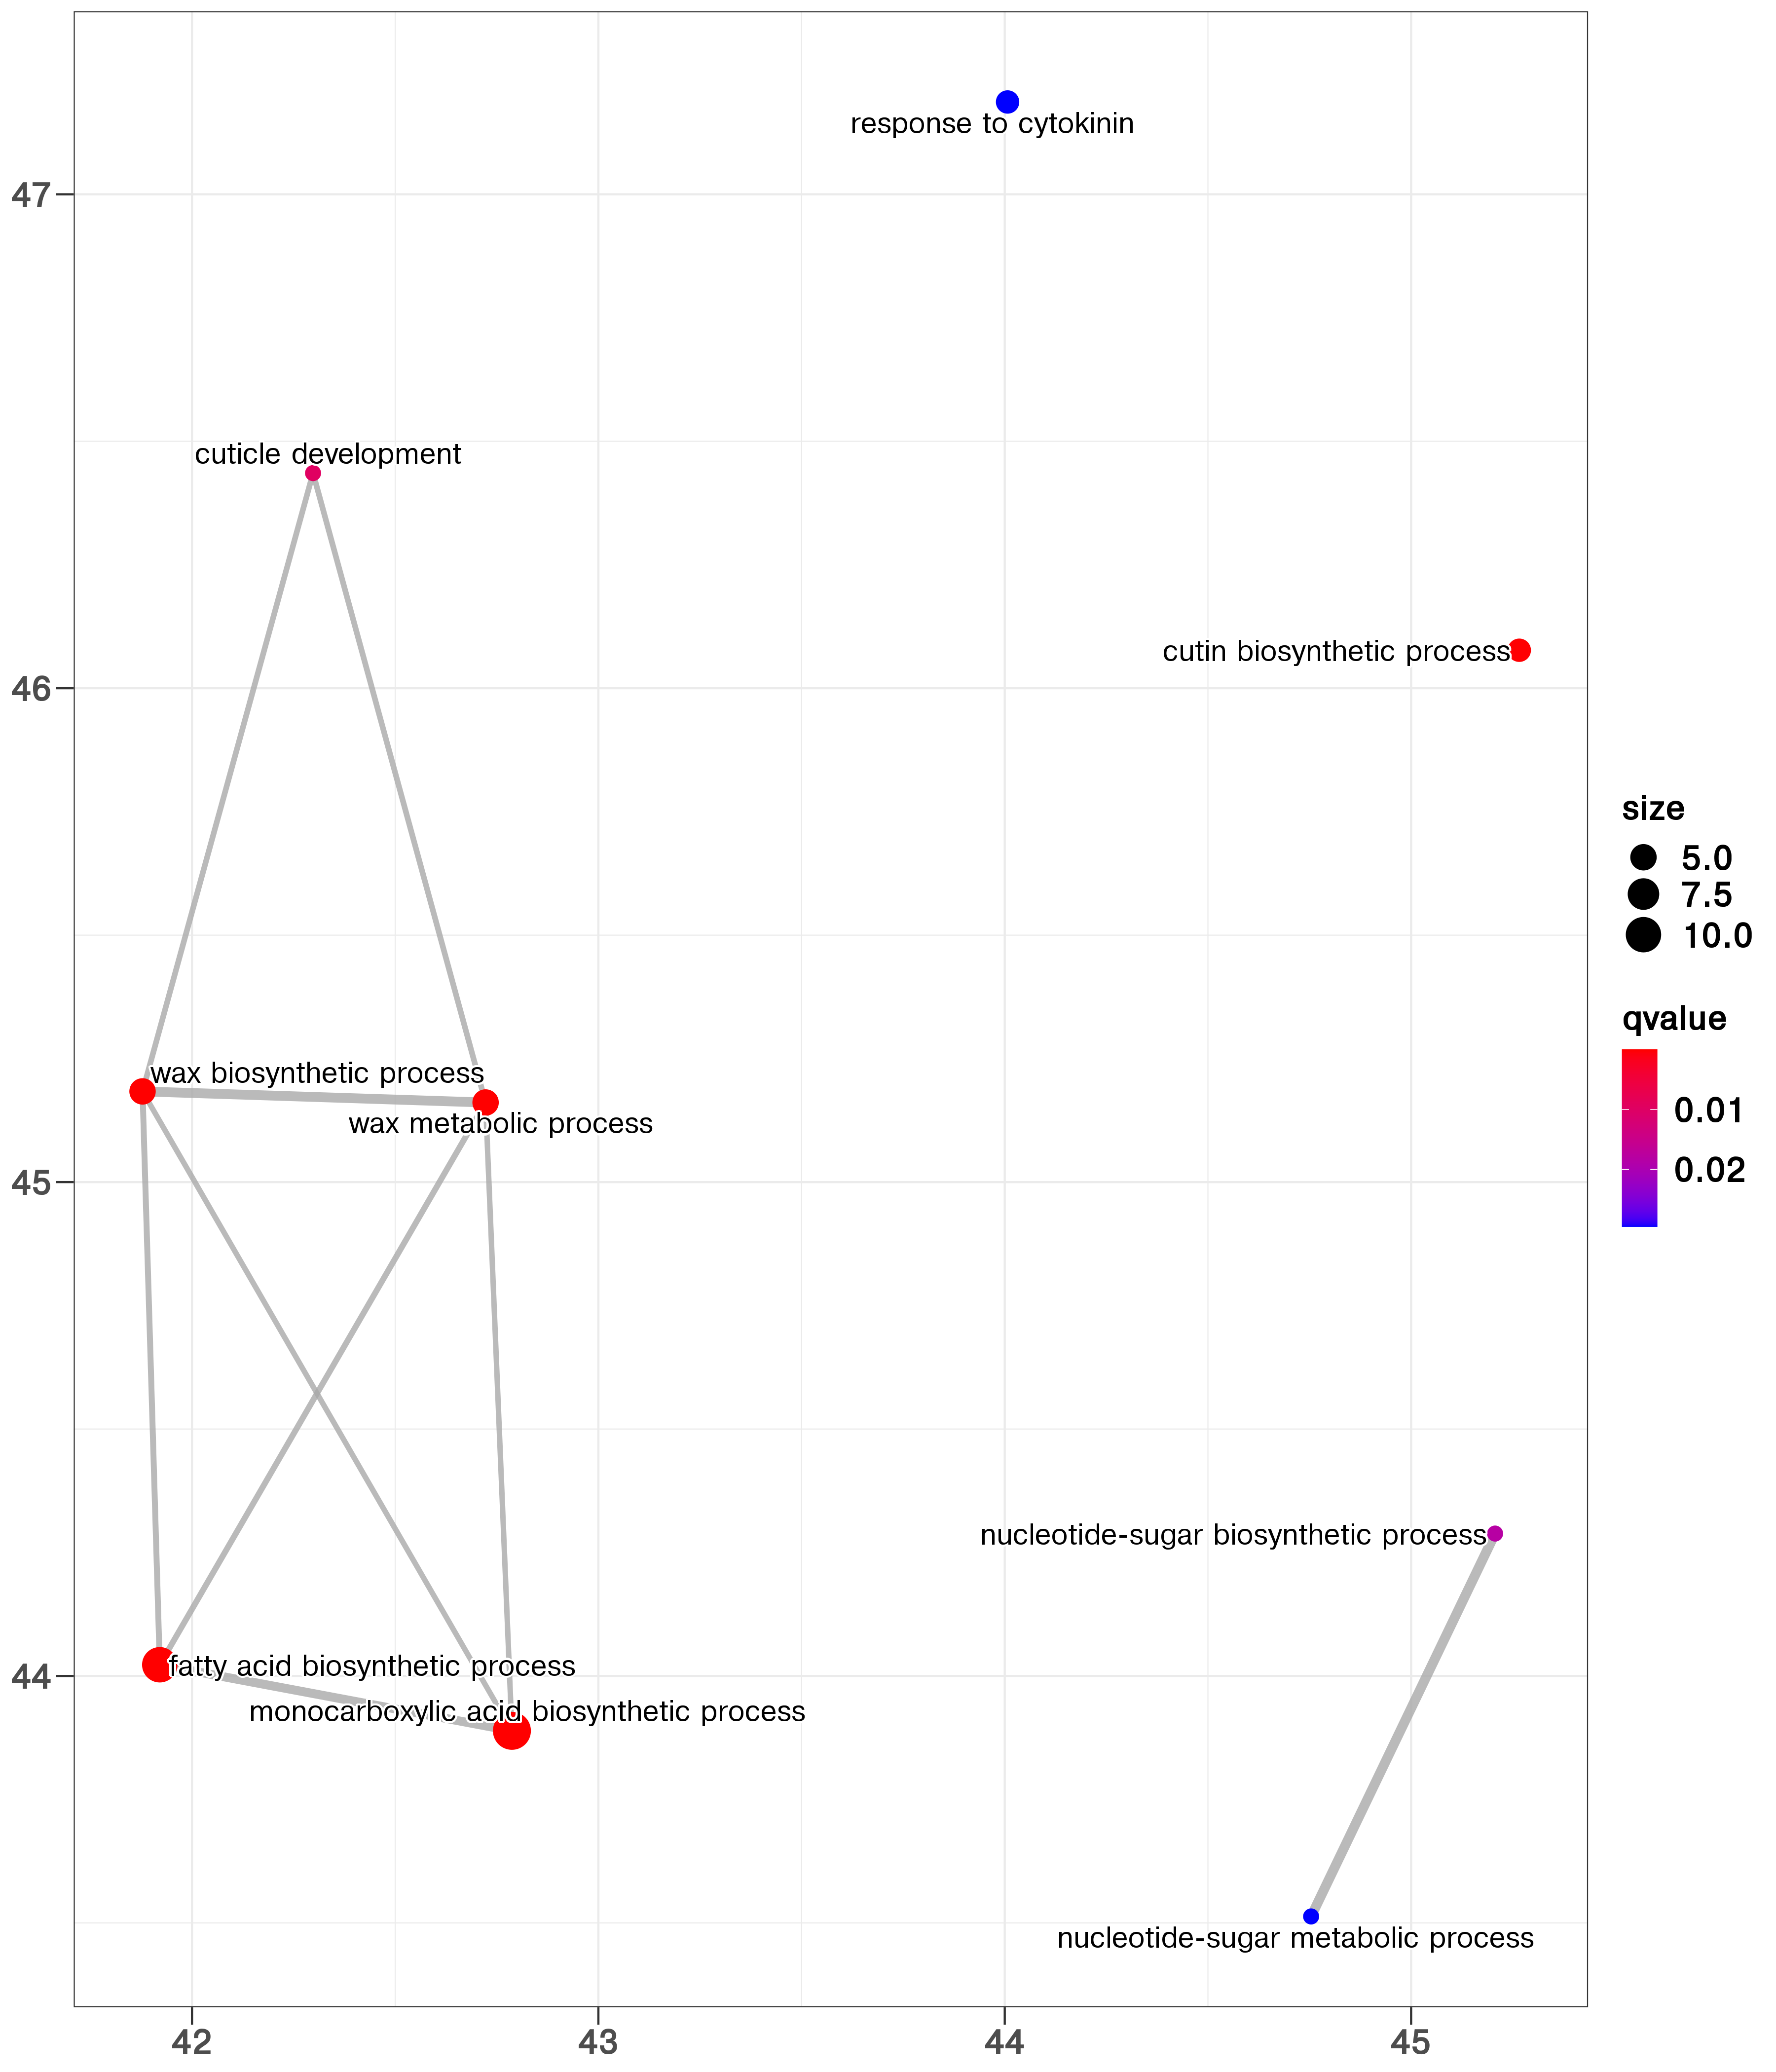 response to cytokinin
47
cuticle development
cutin biosynthetic process
46
size
5.0
7.5
10.0
qvalue
0.01
0.02
wax biosynthetic process
wax metabolic process
45
nucleotide-sugar biosynthetic process
fatty acid biosynthetic process
44
monocarboxylic acid biosynthetic process
nucleotide-sugar metabolic process
42
43
44
45